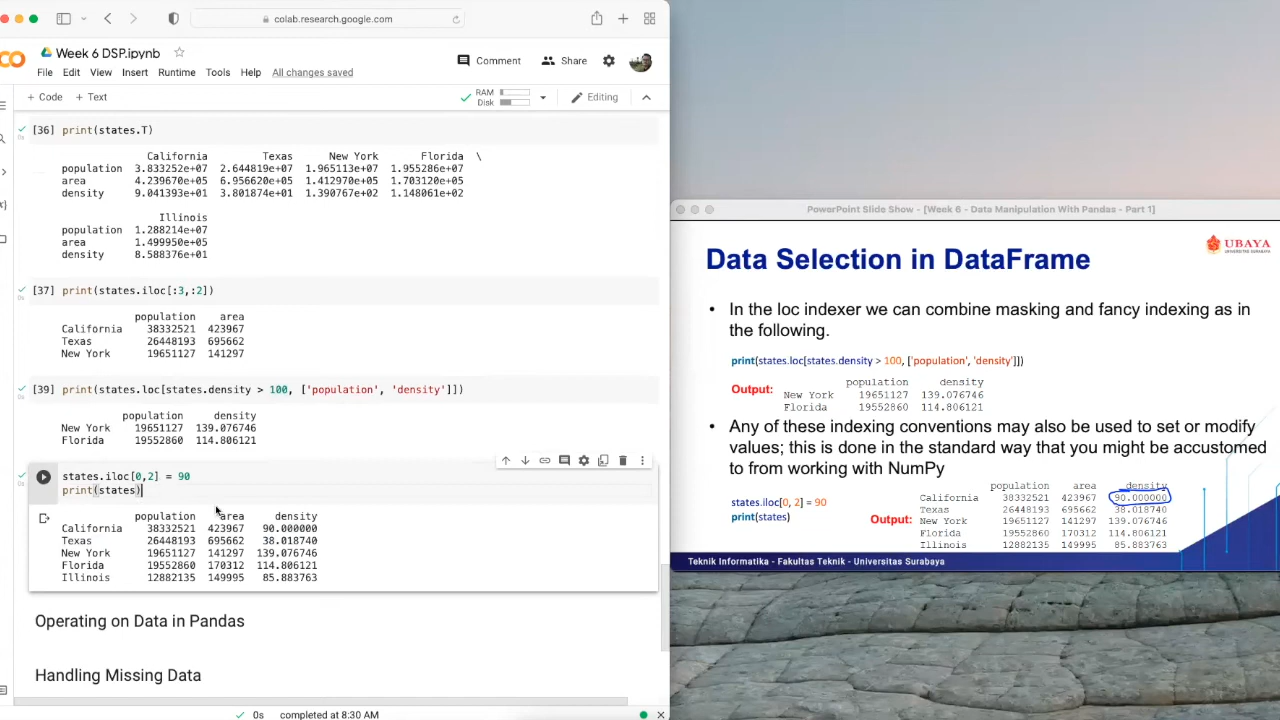 colab.research.google.com
Week 6 DSP.ipynb
File Edit View Insert Runtime Tools Help All changes saved
Comment Share
+ Code + Text
RAM
Disk
Editing
[36] print(states.T)
California Texas New York Florida \
population 3.833252e+07 2.644819e+07 1.965113e+07 1.955286e+07
area 4.239670e+05 6.956620e+05 1.412970e+05 1.703120e+05
density 9.041393e+01 3.801874e+01 1.390767e+02 1.148061e+02
Illinois
population 1.288214e+07
area 1.499950e+05
density 8.588376e+01
[37] print(states.iloc[:3,:2])
population area
California 38332521 423967
Texas 26448193 695662
New York 19651127 141297
[39] print(states.loc[states.density > 100, ['population', 'density']])
population density
New York 19651127 139.076746
Florida 19552860 114.806121
states.iloc[0,2] = 90
print(states)
population area density
California 38332521 423967 90.000000
Texas 26448193 695662 38.018740
New York 19651127 141297 139.076746
Florida 19552860 170312 114.806121
Illinois 12882135 149995 85.883763
Operating on Data in Pandas
Handling Missing Data
0s completed at 8:30 AM
PowerPoint Slide Show - [Week 6 - Data Manipulation With Pandas - Part 1]
UBAYA
UNIVERSITAS SURABAYA
Data Selection in DataFrame
• In the loc indexer we can combine masking and fancy indexing as in
the following.
print(states.loc[states.density > 100, ['population', 'density']])
Output:
population density
New York 19651127 139.076746
Florida 19552860 114.806121
• Any of these indexing conventions may also be used to set or modify
values; this is done in the standard way that you might be accustomed
to from working with NumPy
states.iloc[0, 2] = 90
print(states)
Output:
population area density
California 38332521 423967 90.000000
Texas 26448193 695662 38.018740
New York 19651127 141297 139.076746
Florida 19552860 170312 114.806121
Illinois 12882135 149995 85.883763
Teknik Informatika - Fakultas Teknik - Universitas Surabaya